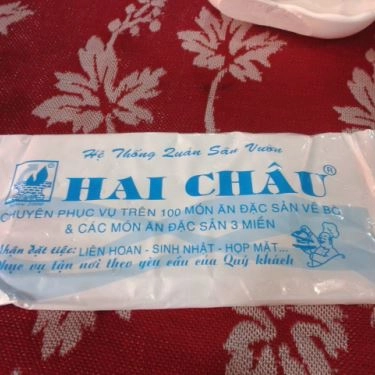 Hệ Thống Quán Sân Vườn
HAI CHÂU®
CHUYÊN PHỤC VỤ TRÊN 100 MÓN ĂN ĐẶC SẢN VỀ BÒ
& CÁC MÓN ĂN ĐẶC SẢN 3 MIỀN
Nhận đặt tiệc: LIÊN HOAN - SINH NHẬT - HỌP MẶT...
Phục vụ tận nơi theo yêu cầu của Quý khách